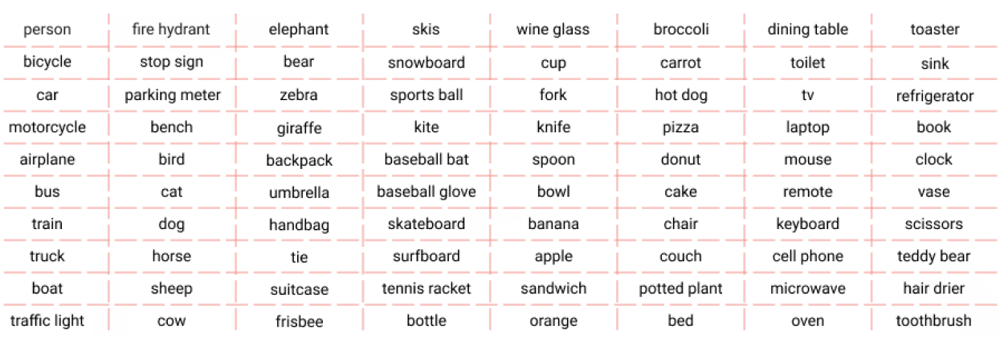 person fire hydrant elephant skis wine glass broccoli dining table toaster
bicycle stop sign bear snowboard cup carrot toilet sink
car parking meter zebra sports ball fork hot dog tv refrigerator
motorcycle bench giraffe kite knife pizza laptop book
airplane bird backpack baseball bat spoon donut mouse clock
bus cat umbrella baseball glove bowl cake remote vase
train dog handbag skateboard banana chair keyboard scissors
truck horse tie surfboard apple couch cell phone teddy bear
boat sheep suitcase tennis racket sandwich potted plant microwave hair drier
traffic light cow frisbee bottle orange bed oven toothbrush